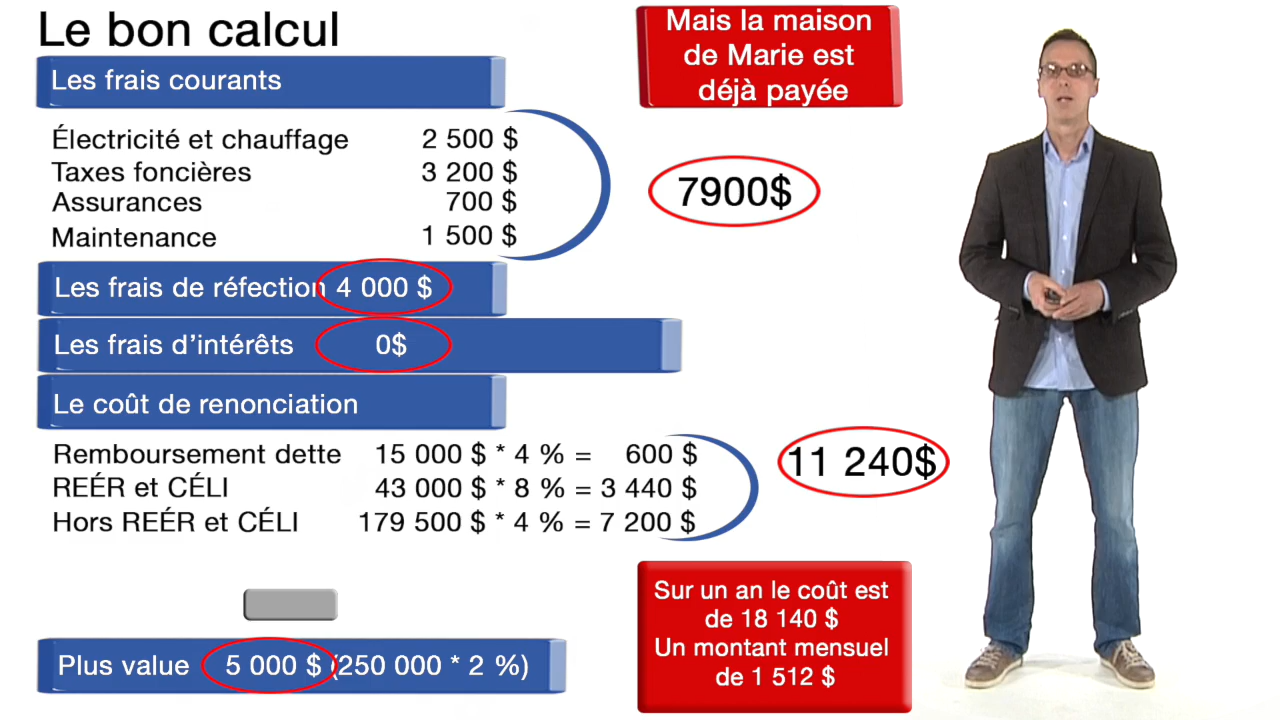 Le bon calcul
Mais la maison
de Marie est
déjà payée
Les frais courants
Électricité et chauffage 2 500 $
Taxes foncières 3 200 $
Assurances 700 $
Maintenance 1 500 $
7900$
Les frais de réfection 4 000 $
Les frais d'intérêts 0$
Le coût de renonciation
Remboursement dette 15 000 $ * 4 % = 600 $
REÉR et CÉLI 43 000 $ * 8 % = 3 440 $
Hors REÉR et CÉLI 179 500 $ * 4 % = 7 200 $
11 240$
Plus value 5 000 $ (250 000 * 2 %)
Sur un an le coût est
de 18 140 $
Un montant mensuel
de 1 512 $